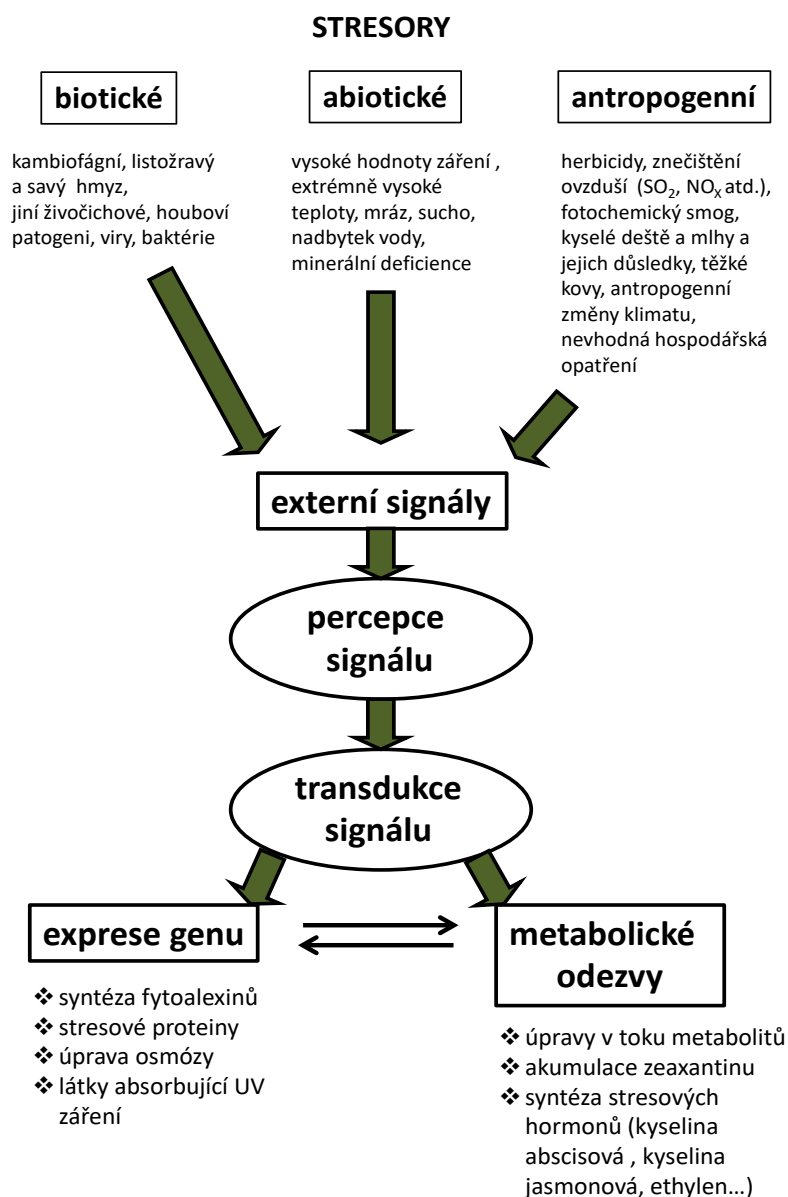 STRESORY
biotické
kambiofágní, listožravý
a savý hmyz,
jiní živočichové, houboví
patogeni, viry, baktérie
abiotické
vysoké hodnoty záření ,
extrémně vysoké
teploty, mráz, sucho,
nadbytek vody,
minerální deficience
antropogenní
herbicidy, znečištění
ovzduší (SO₂, NOₓ atd.),
fotochemický smog,
kyselé deště a mlhy a
jejich důsledky, těžké
kovy, antropogenní
změny klimatu,
nevhodná hospodářská
opatření
externí signály
percepce
signálu
transdukce
signálu
exprese genu
❖ syntéza fytoalexinů
❖ stresové proteiny
❖ úprava osmózy
❖ látky absorbující UV
záření
metabolické
odezvy
❖ úpravy v toku metabolitů
❖ akumulace zeaxantinu
❖ syntéza stresových
hormonů (kyselina
abscisová , kyselina
jasmonová, ethylen...)